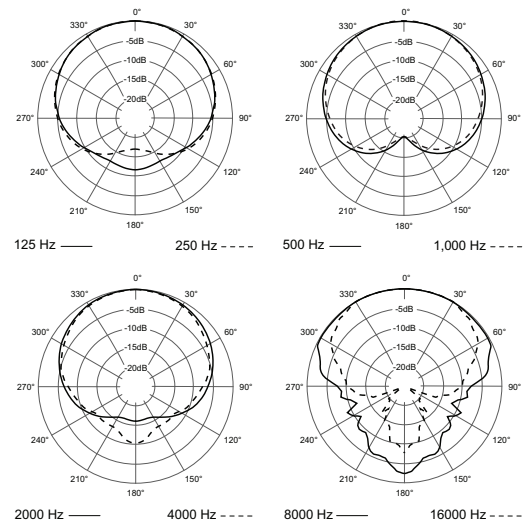 0°
330°
30°
300°
60°
-5dB
-10dB
-15dB
-20dB
270°
90°
240°
120°
210°
150°
180°
125 Hz
250 Hz
0°
330°
30°
300°
60°
-5dB
-10dB
-15dB
-20dB
270°
90°
240°
120°
210°
150°
180°
500 Hz
1,000 Hz
0°
330°
30°
300°
60°
-5dB
-10dB
-15dB
-20dB
270°
90°
240°
120°
210°
150°
180°
2000 Hz
4000 Hz
0°
330°
30°
300°
60°
-5dB
-10dB
-15dB
-20dB
270°
90°
240°
120°
210°
150°
180°
8000 Hz
16000 Hz